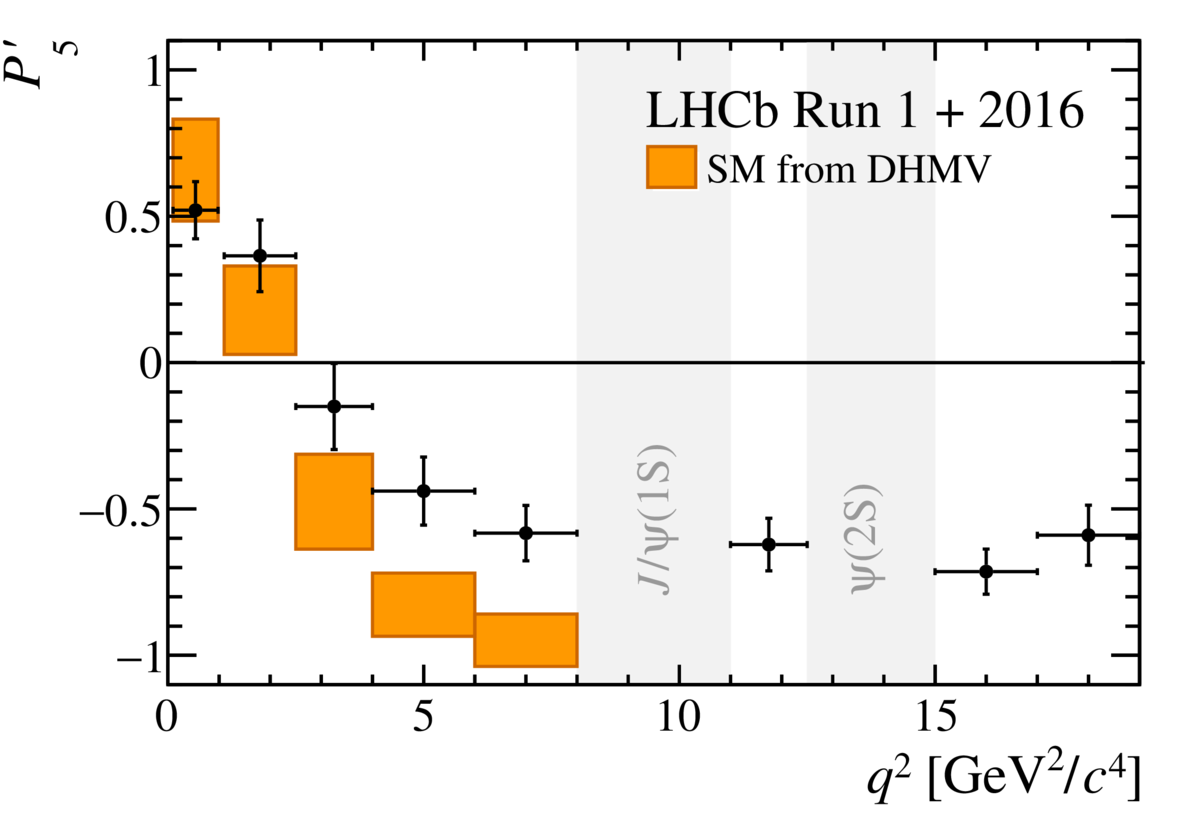 P′5
1
0.5
0
−0.5
−1
LHCb Run 1 + 2016
SM from DHMV
J/ψ(1S)
ψ(2S)
0 5 10 15
q² [GeV²/c⁴]